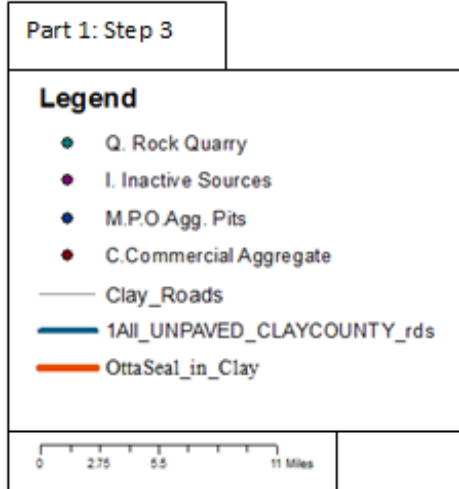 Part 1: Step 3
Legend
Q. Rock Quarry
I. Inactive Sources
M.P.O.Agg. Pits
C.Commercial Aggregate
Clay_Roads
1All_UNPAVED_CLAYCOUNTY_rds
OttaSeal_in_Clay
0 2.75 5.5 11 Miles